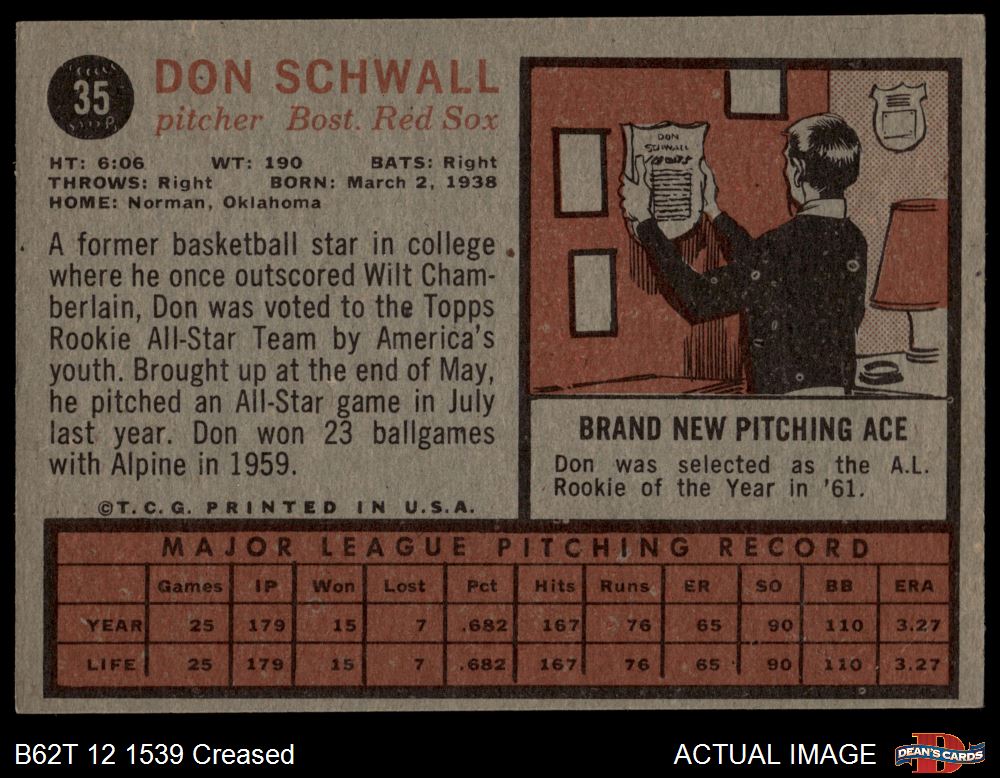 35
DON SCHWALL
pitcher Bost. Red Sox
HT: 6:06 WT: 190 BATS: Right
THROWS: Right BORN: March 2, 1938
HOME: Norman, Oklahoma
A former basketball star in college
where he once outscored Wilt Cham-
berlain, Don was voted to the Topps
Rookie All-Star Team by America's
youth. Brought up at the end of May,
he pitched an All-Star game in July
last year. Don won 23 ballgames
with Alpine in 1959.
©T.C.G. PRINTED IN U.S.A.
DON
SCHWALL
BRAND NEW PITCHING ACE
Don was selected as the A.L.
Rookie of the Year in '61.
MAJOR LEAGUE PITCHING RECORD
Games IP Won Lost Pct Hits Runs ER SO BB ERA
YEAR 25 179 15 7 .682 167 76 65 90 110 3.27
LIFE 25 179 15 7 .682 167 76 65 90 110 3.27
B62T 12 1539 Creased
ACTUAL IMAGE
DEAN'S CARDS